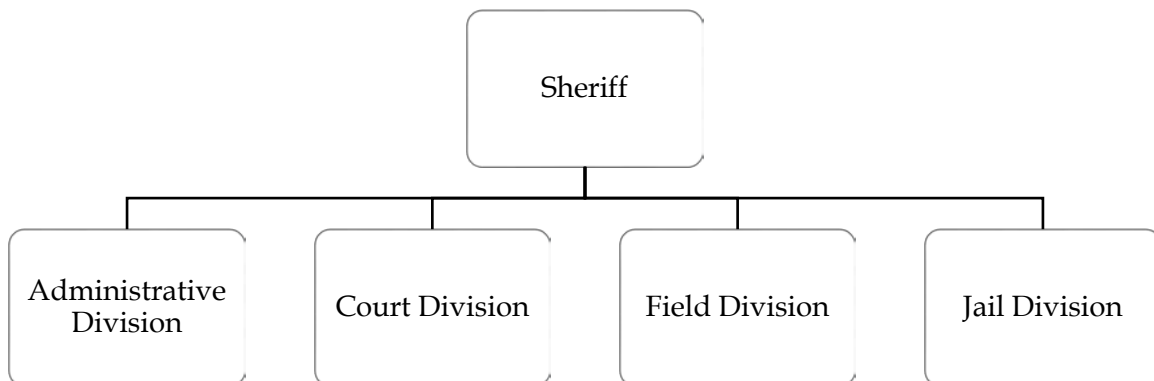 Sheriff
Administrative
Division
Court Division
Field Division
Jail Division